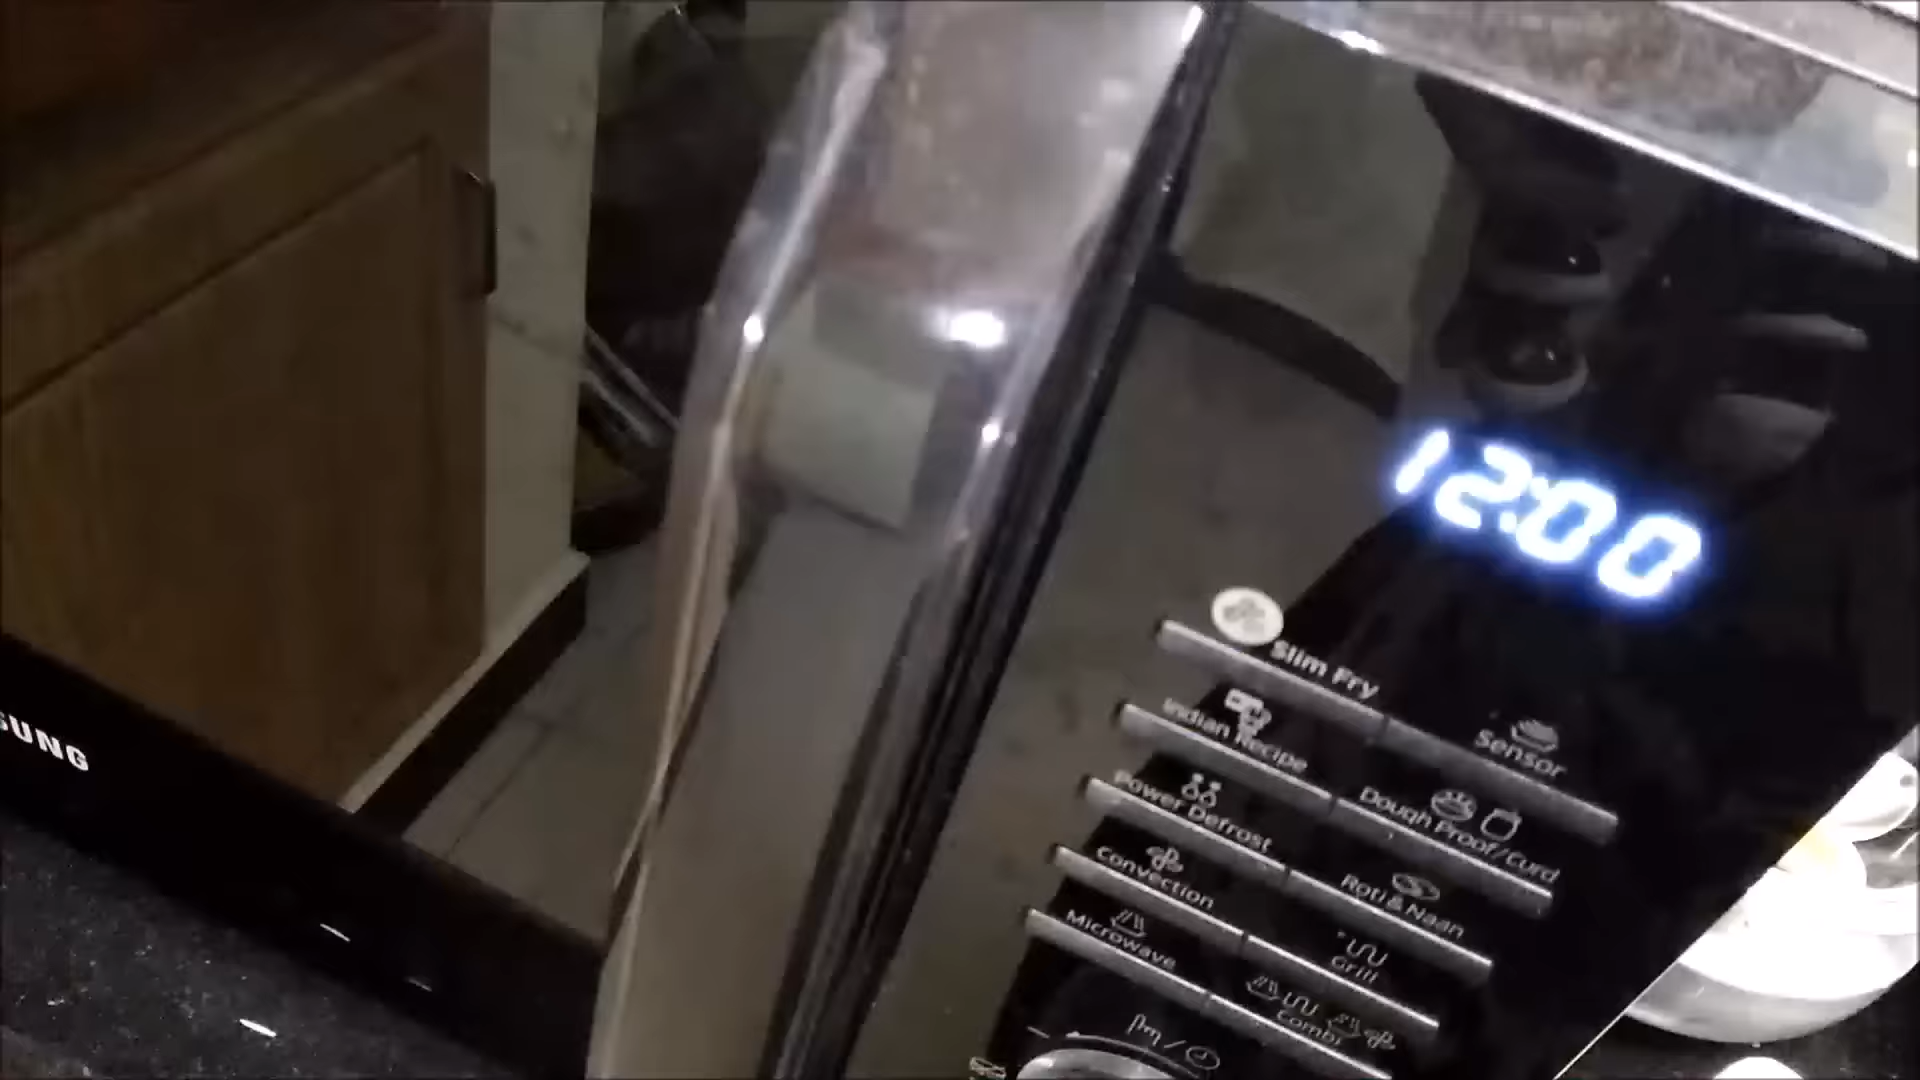 12:00
Slim Fry
Sensor
Indian Recipe
Dough Proof/Curd
Power Defrost
Roti & Naan
Convection
Grill
Microwave
Combi
SUNG